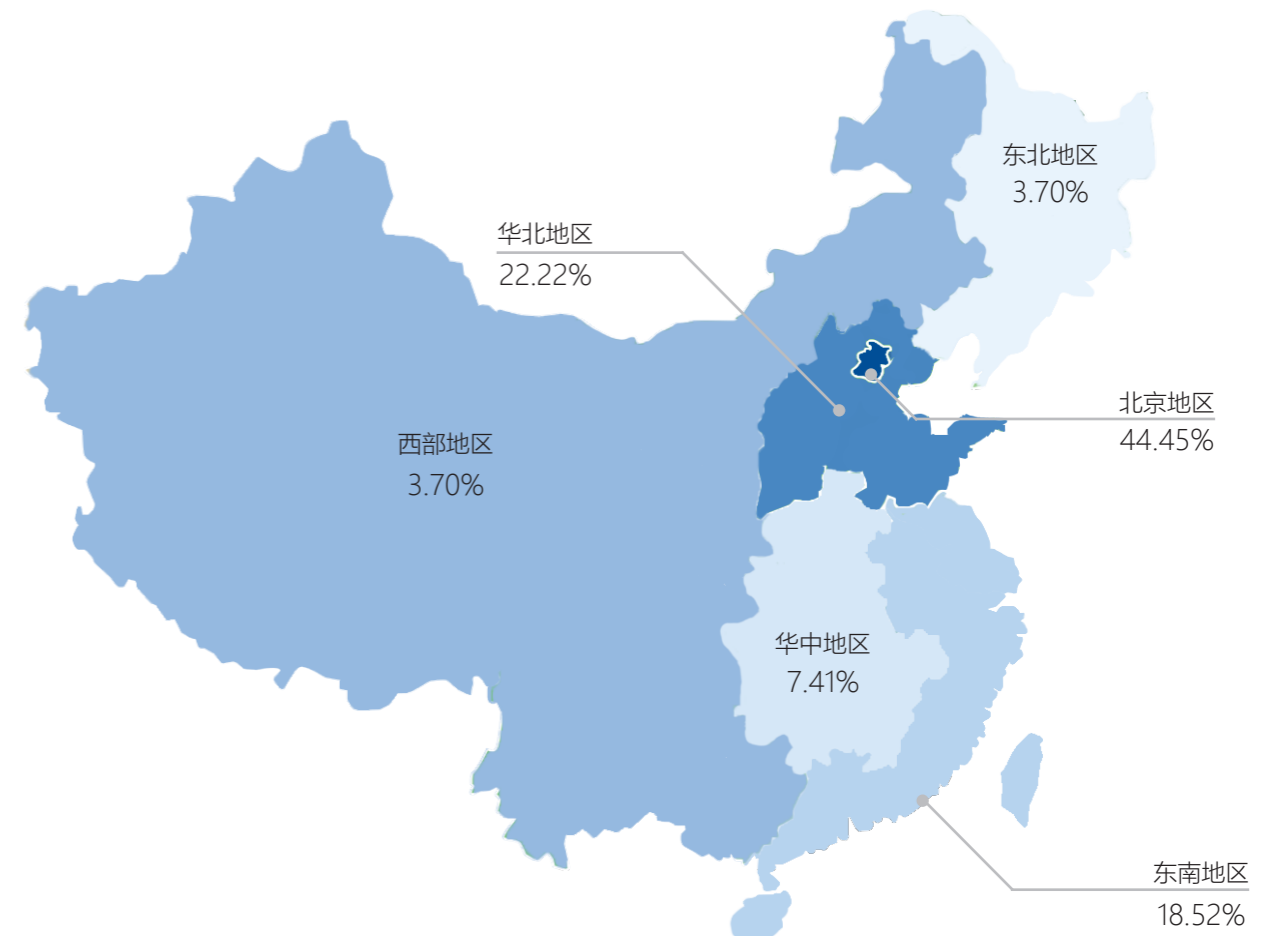 东北地区
3.70%
华北地区
22.22%
北京地区
44.45%
西部地区
3.70%
华中地区
7.41%
东南地区
18.52%